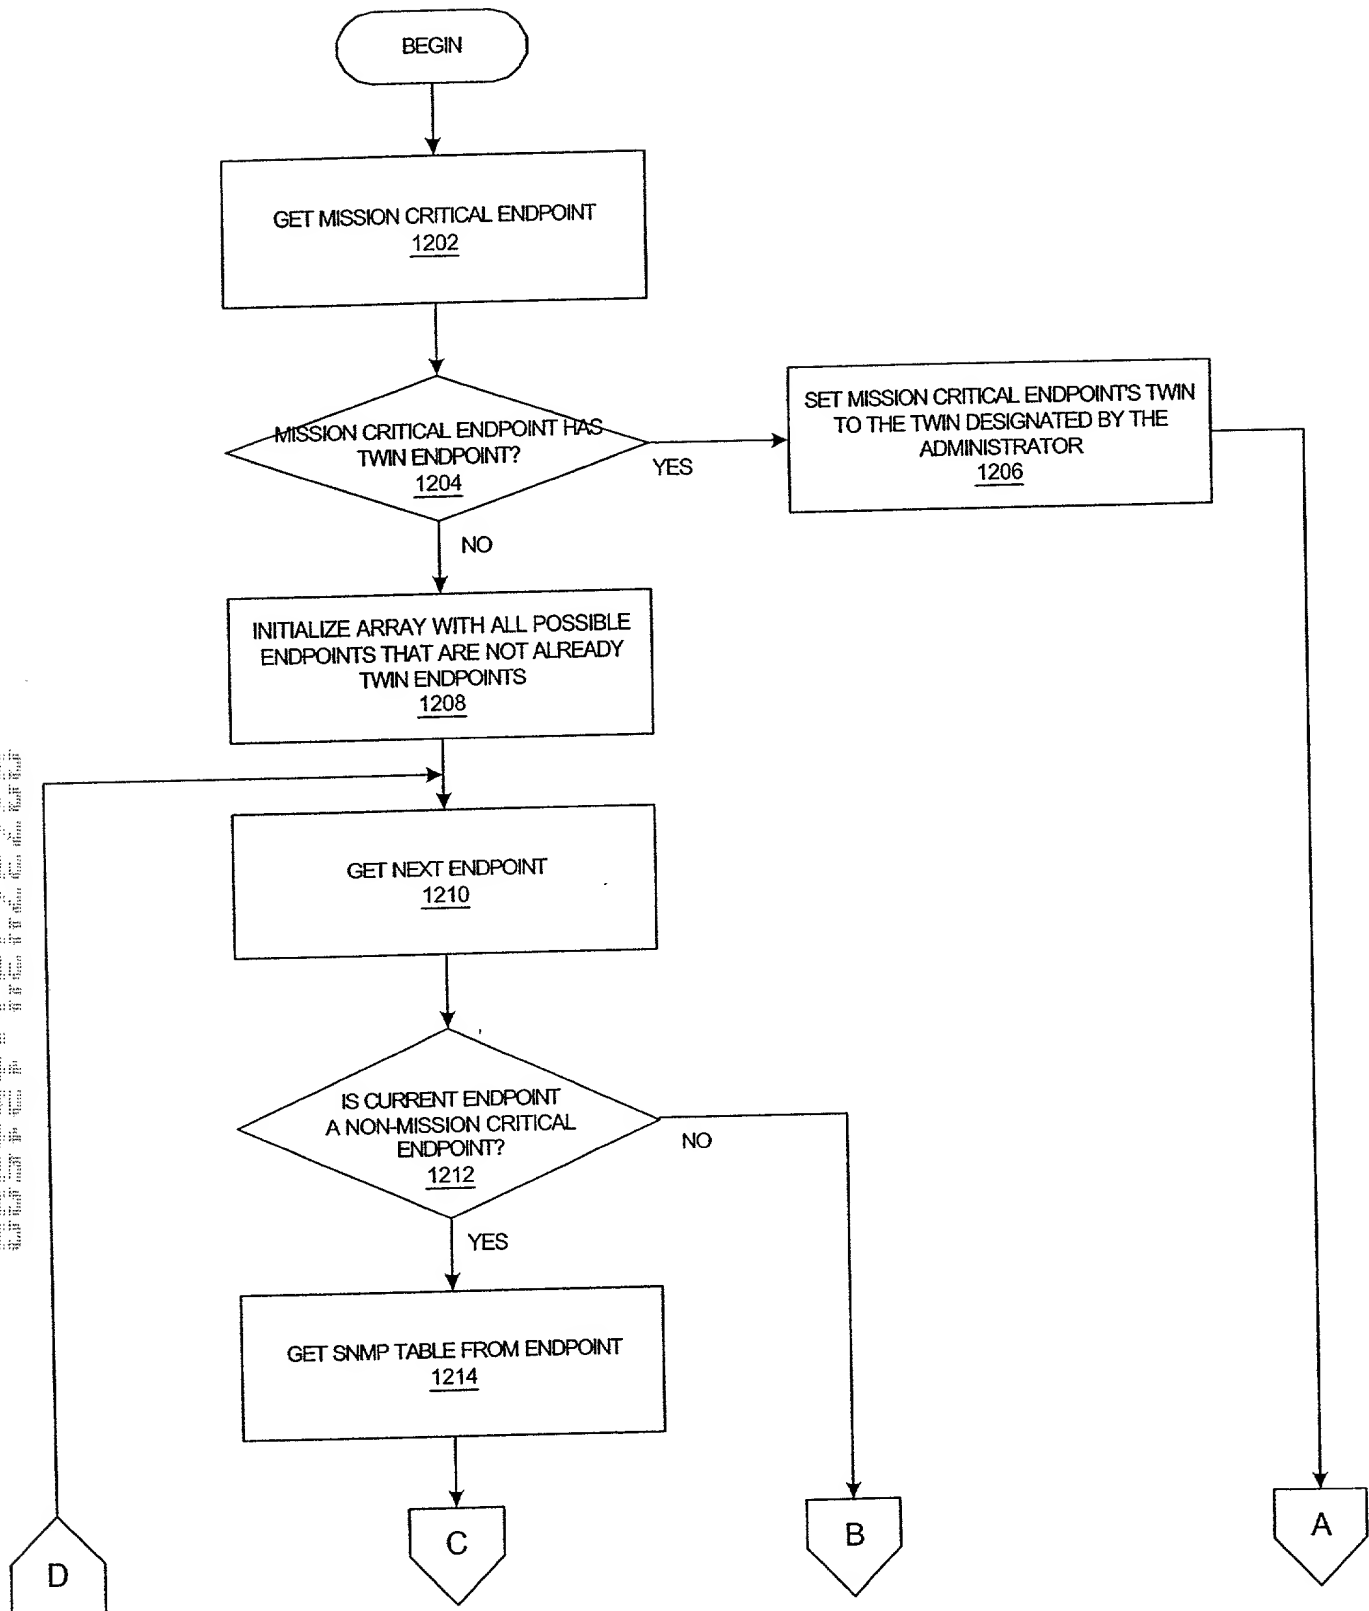 BEGIN
GET MISSION CRITICAL ENDPOINT
1202
MISSION CRITICAL ENDPOINT HAS
TWIN ENDPOINT?
1204
YES
SET MISSION CRITICAL ENDPOINT'S TWIN
TO THE TWIN DESIGNATED BY THE
ADMINISTRATOR
1206
NO
INITIALIZE ARRAY WITH ALL POSSIBLE
ENDPOINTS THAT ARE NOT ALREADY
TWIN ENDPOINTS
1208
GET NEXT ENDPOINT
1210
IS CURRENT ENDPOINT
A NON-MISSION CRITICAL
ENDPOINT?
1212
NO
YES
GET SNMP TABLE FROM ENDPOINT
1214
D
C
B
A